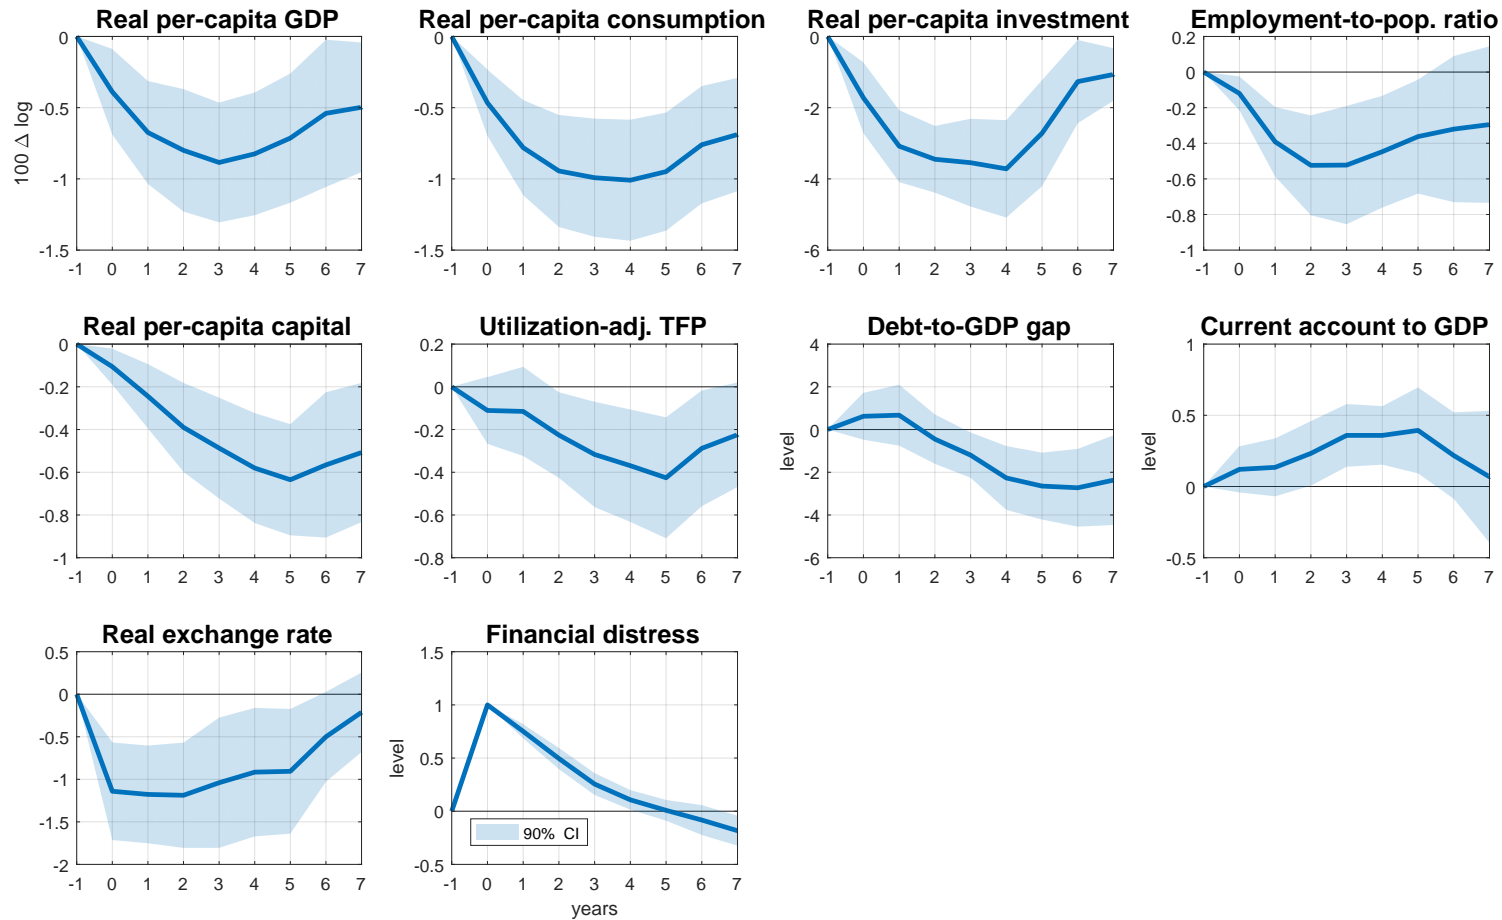 Real per-capita GDP
0
-0.5
-1
-1.5
100 Δ log
-1 0 1 2 3 4 5 6 7
Real per-capita consumption
0
-0.5
-1
-1.5
-1 0 1 2 3 4 5 6 7
Real per-capita investment
0
-2
-4
-6
-1 0 1 2 3 4 5 6 7
Employment-to-pop. ratio
0.2
0
-0.2
-0.4
-0.6
-0.8
-1
-1 0 1 2 3 4 5 6 7
Real per-capita capital
0
-0.2
-0.4
-0.6
-0.8
-1
-1 0 1 2 3 4 5 6 7
Utilization-adj. TFP
0.2
0
-0.2
-0.4
-0.6
-0.8
-1 0 1 2 3 4 5 6 7
Debt-to-GDP gap
4
2
0
-2
-4
-6
level
-1 0 1 2 3 4 5 6 7
Current account to GDP
1
0.5
0
-0.5
level
-1 0 1 2 3 4 5 6 7
Real exchange rate
0.5
0
-0.5
-1
-1.5
-2
-1 0 1 2 3 4 5 6 7
Financial distress
1.5
1
0.5
0
-0.5
level
90% CI
-1 0 1 2 3 4 5 6 7
years